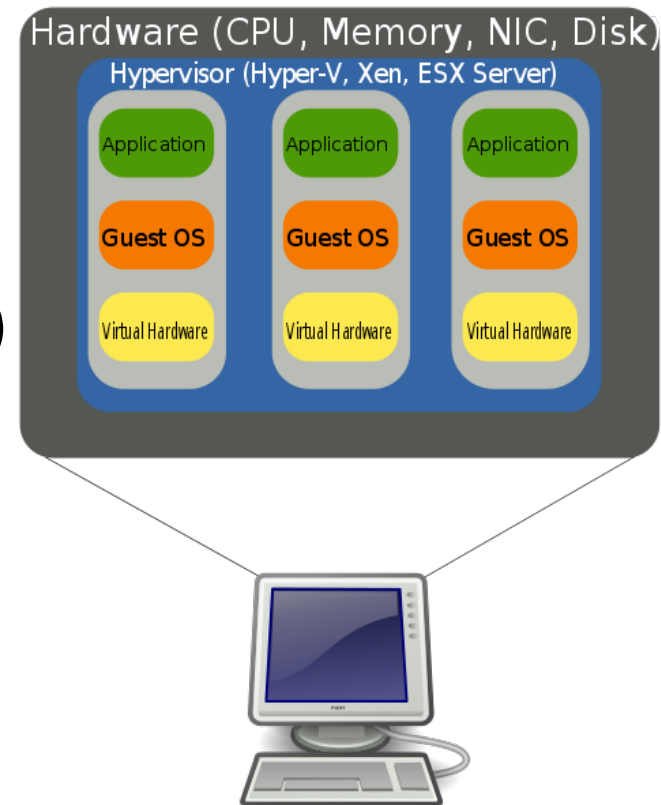 Hardware (CPU, Memory, NIC, Disk)
Hypervisor (Hyper-V, Xen, ESX Server)
Application Application Application
Guest OS Guest OS Guest OS
Virtual Hardware Virtual Hardware Virtual Hardware
)